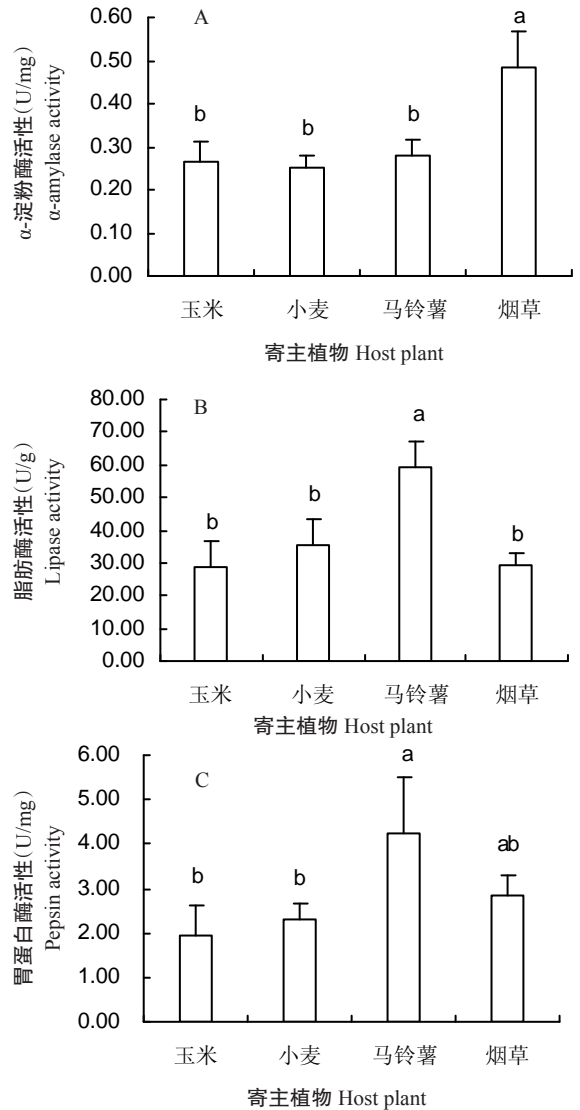 A
α-淀粉酶活性(U/mg)
α-amylase activity
0.60
0.50
0.40
0.30
0.20
0.10
0.00
b
b
b
a
玉米
小麦
马铃薯
烟草
寄主植物 Host plant
B
脂肪酶活性(U/g)
Lipase activity
80.00
70.00
60.00
50.00
40.00
30.00
20.00
10.00
0.00
b
b
a
b
玉米
小麦
马铃薯
烟草
寄主植物 Host plant
C
胃蛋白酶活性(U/mg)
Pepsin activity
6.00
5.00
4.00
3.00
2.00
1.00
0.00
b
b
a
ab
玉米
小麦
马铃薯
烟草
寄主植物 Host plant